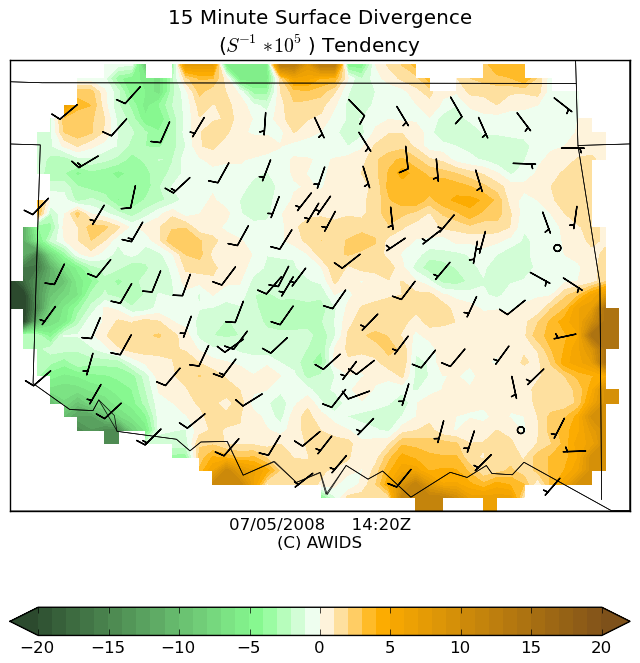 15 Minute Surface Divergence
(S⁻¹ ∗ 10⁵ ) Tendency
07/05/2008 14:20Z
(C) AWIDS
−20 −15 −10 −5 0 5 10 15 20